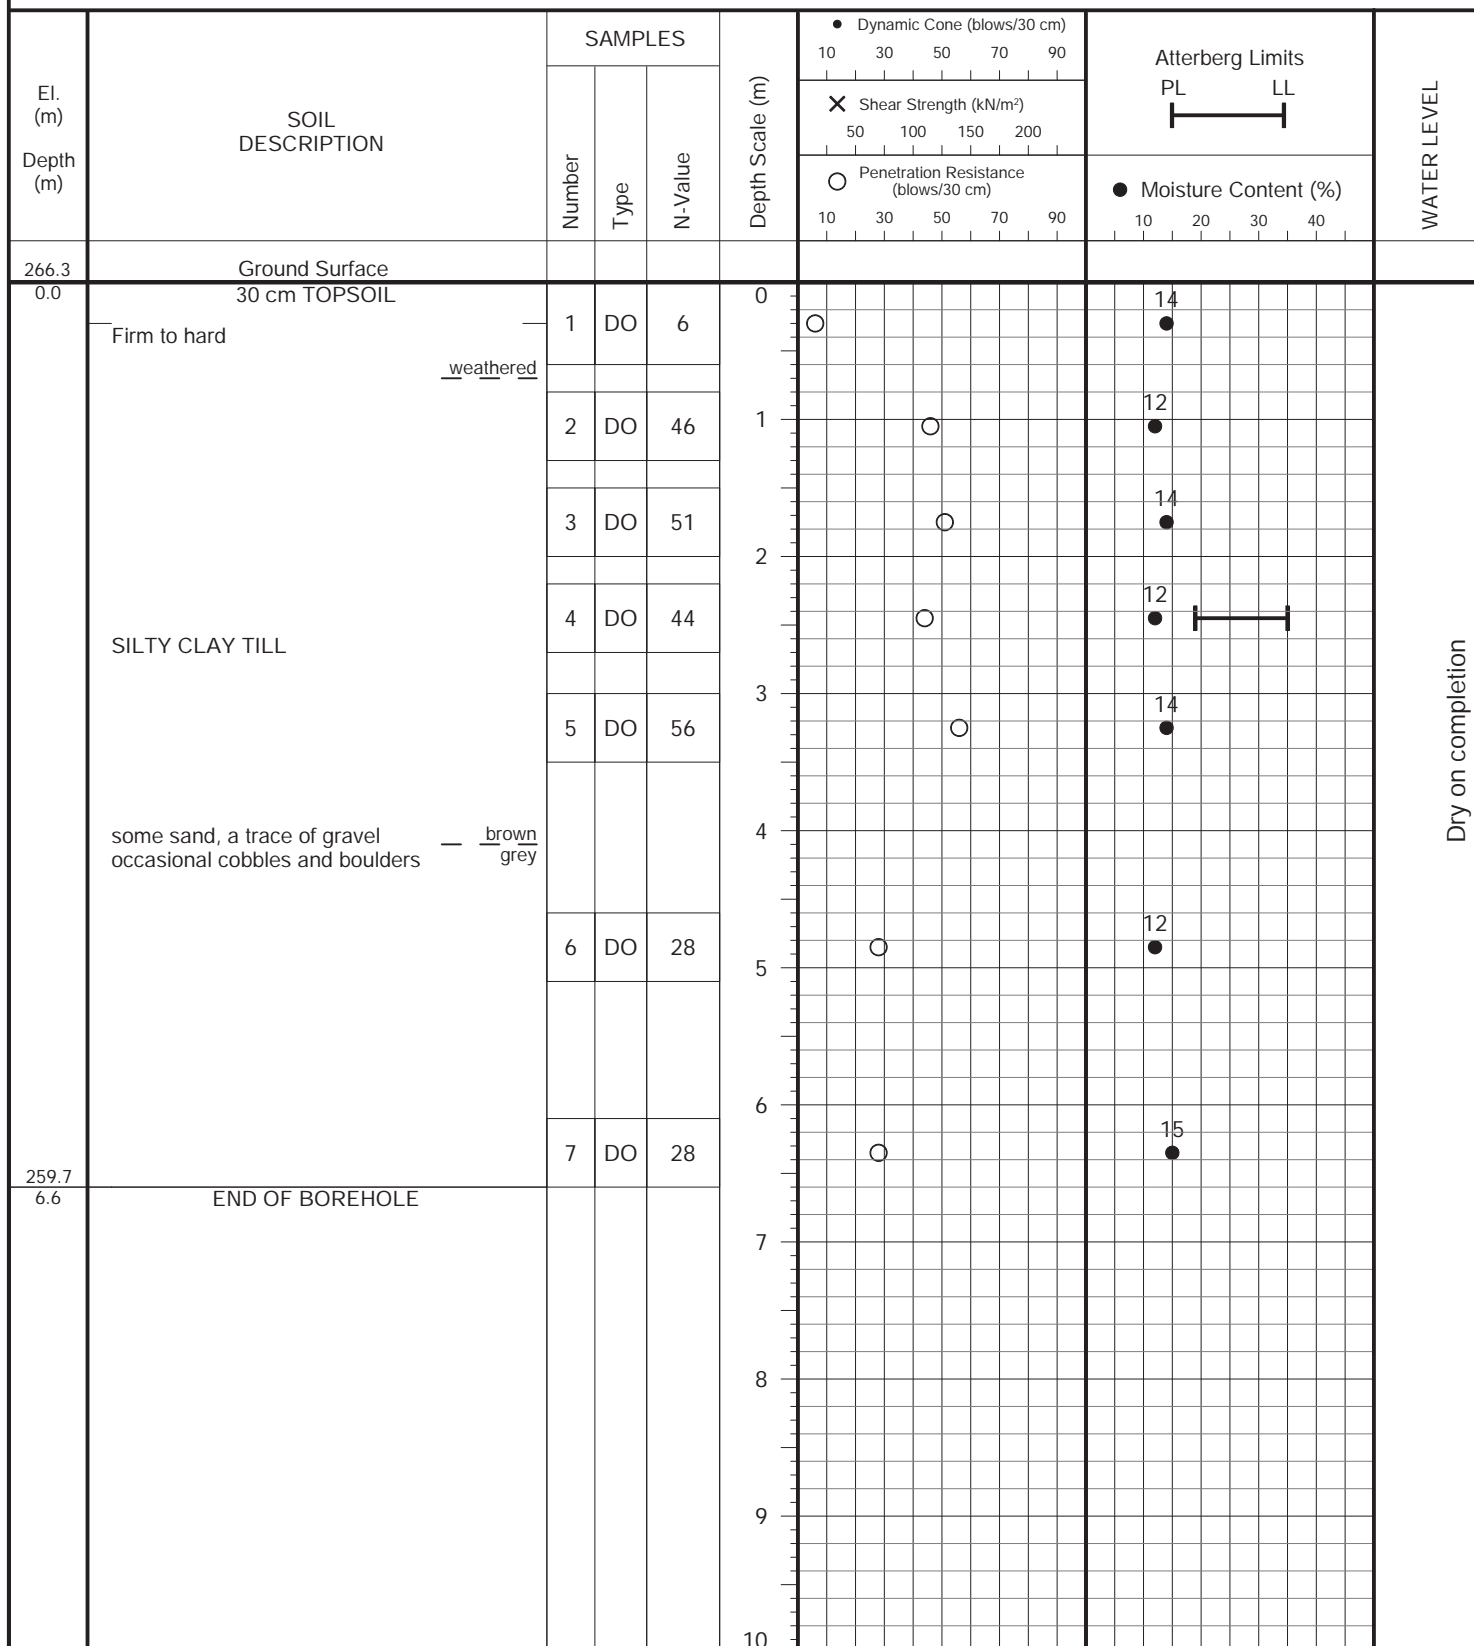 El.
(m)
Depth
(m)
SOIL
DESCRIPTION
SAMPLES
Number
Type
N-Value
Depth Scale (m)
Dynamic Cone (blows/30 cm)
10 30 50 70 90
Shear Strength (kN/m²)
50 100 150 200
Penetration Resistance
(blows/30 cm)
10 30 50 70 90
Atterberg Limits
PL LL
Moisture Content (%)
10 20 30 40
WATER LEVEL
266.3 Ground Surface
0.0 30 cm TOPSOIL 0
14
Firm to hard 1 DO 6
weathered
12
1
2 DO 46
14
3 DO 51
2
12
4 DO 44
SILTY CLAY TILL
3
14
5 DO 56
Dry on completion
some sand, a trace of gravel brown 4
occasional cobbles and boulders grey
12
6 DO 28
5
6
15
7 DO 28
259.7
6.6 END OF BOREHOLE
7
8
9
10